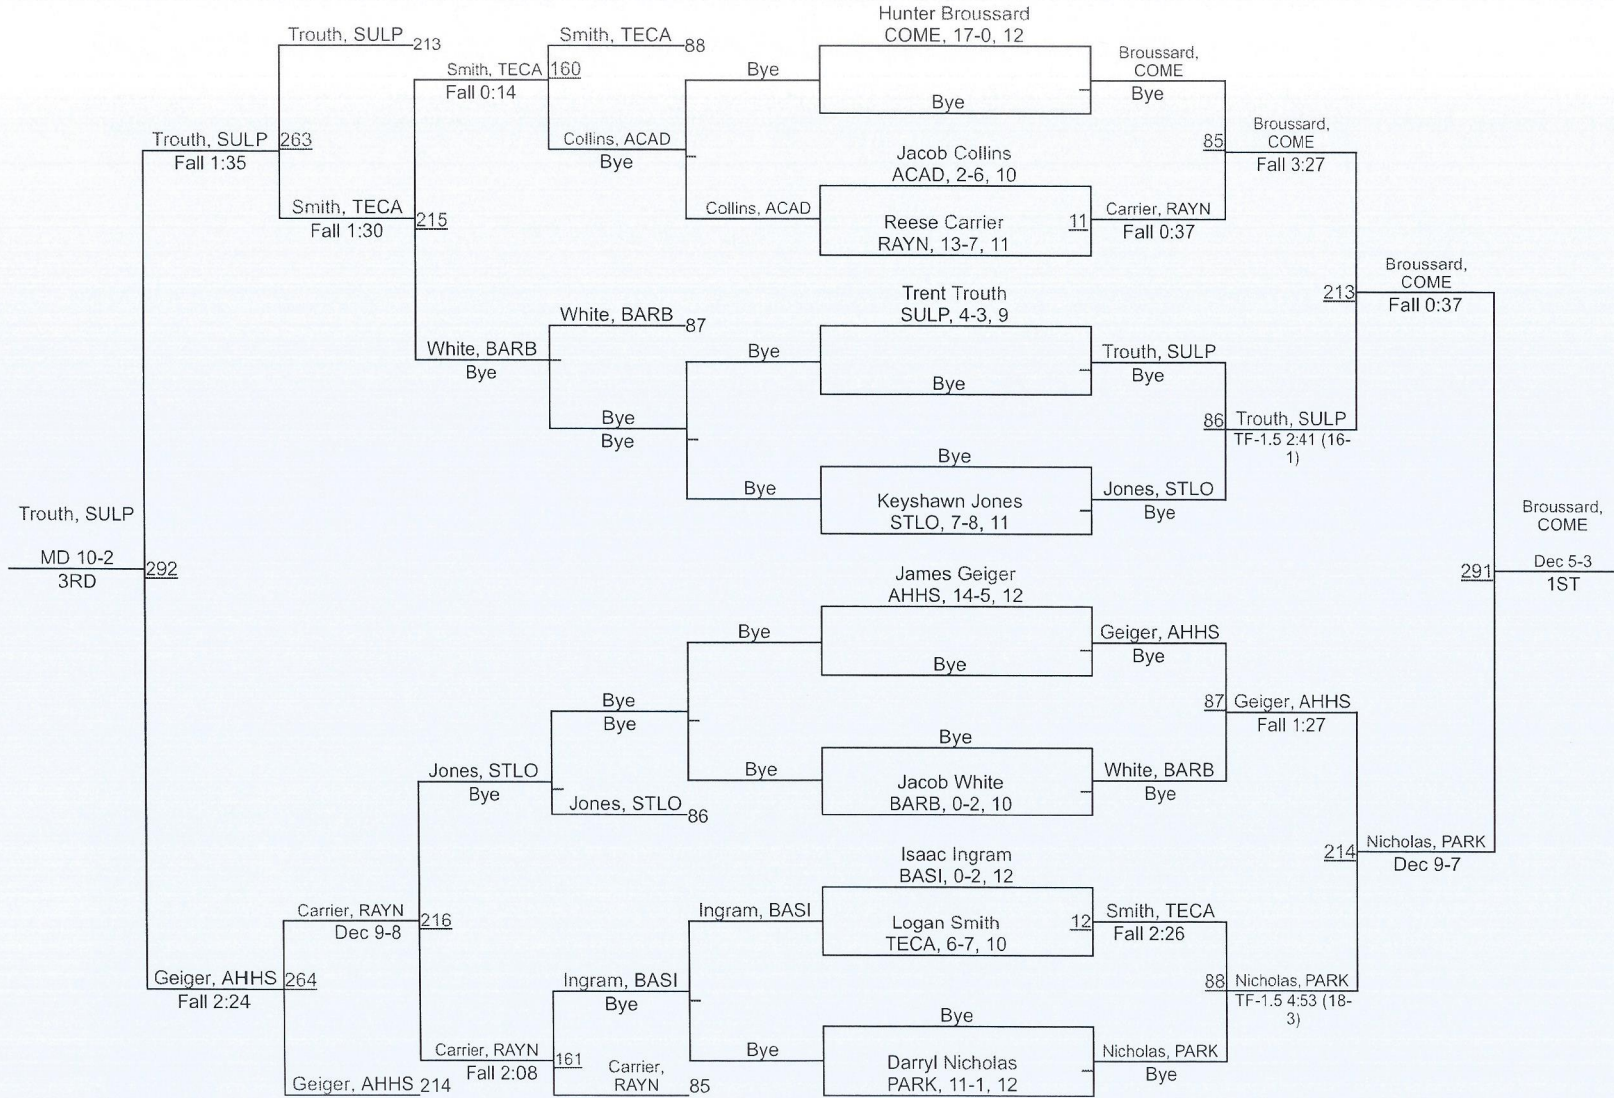 Hunter Broussard
COME, 17-0, 12
Trouth, SULP 213
Smith, TECA 88
Smith, TECA 160
Fall 0:14
Bye
Bye
Broussard,
COME
Bye
Trouth, SULP 263
Fall 1:35
Collins, ACAD
Bye
Jacob Collins
ACAD, 2-6, 10
85
Broussard,
COME
Fall 3:27
Smith, TECA
Fall 1:30
215
Collins, ACAD
Reese Carrier
RAYN, 13-7, 11
11
Carrier, RAYN
Fall 0:37
Broussard,
COME
Fall 0:37
213
Trent Trouth
SULP, 4-3, 9
White, BARB 87
White, BARB
Bye
Bye
Bye
Trouth, SULP
Bye
Bye
Bye
86
Trouth, SULP
TF-1.5 2:41 (16-
1)
Bye
Bye
Keyshawn Jones
STLO, 7-8, 11
Jones, STLO
Bye
Trouth, SULP
MD 10-2
3RD
292
Broussard,
COME
291
Dec 5-3
1ST
James Geiger
AHHS, 14-5, 12
Bye
Bye
Geiger, AHHS
Bye
Bye
Bye
87
Geiger, AHHS
Fall 1:27
Jones, STLO
Bye
Jones, STLO 86
Bye
Bye
Jacob White
BARB, 0-2, 10
White, BARB
Bye
214
Nicholas, PARK
Dec 9-7
Isaac Ingram
BASI, 0-2, 12
Carrier, RAYN
Dec 9-8
216
Ingram, BASI
Logan Smith
TECA, 6-7, 10
12
Smith, TECA
Fall 2:26
Geiger, AHHS 264
Fall 2:24
Ingram, BASI
Bye
88
Nicholas, PARK
TF-1.5 4:53 (18-
3)
Carrier, RAYN
Fall 2:08
161
Carrier,
RAYN 85
Bye
Bye
Darryl Nicholas
PARK, 11-1, 12
Nicholas, PARK
Bye
Geiger, AHHS 214